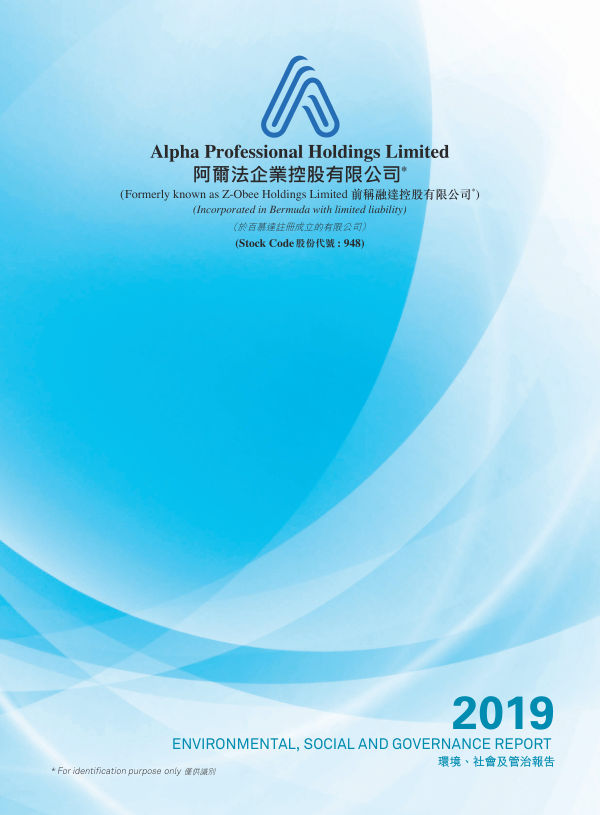 Alpha Professional Holdings Limited
阿爾法企業控股有限公司*
(Formerly known as Z-Obee Holdings Limited 前稱融達控股有限公司*)
(Incorporated in Bermuda with limited liability)
（於百慕達註冊成立的有限公司）
(Stock Code 股份代號 : 948)
2019
ENVIRONMENTAL, SOCIAL AND GOVERNANCE REPORT
環境、社會及管治報告
* For identification purpose only 僅供識別